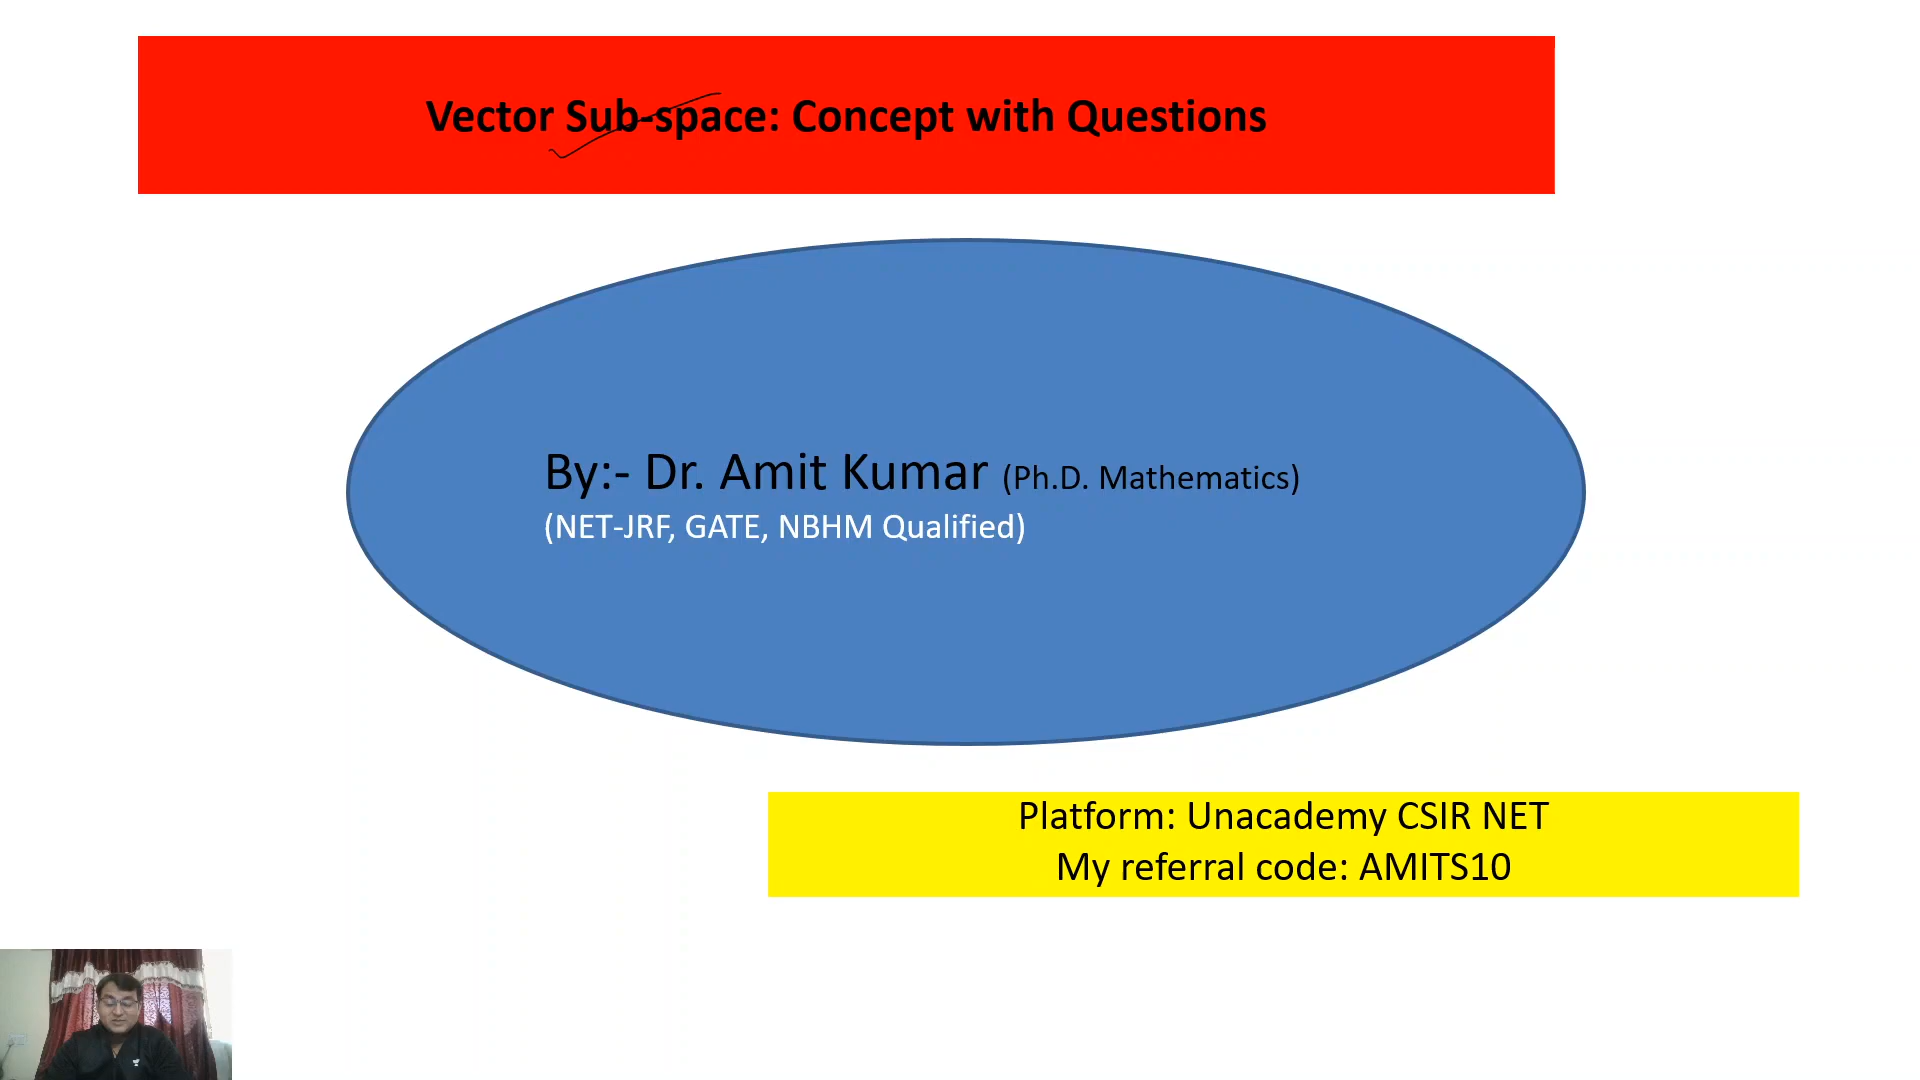 Vector Sub-space: Concept with Questions
By:- Dr. Amit Kumar (Ph.D. Mathematics)
(NET-JRF, GATE, NBHM Qualified)
Platform: Unacademy CSIR NET
My referral code: AMITS10